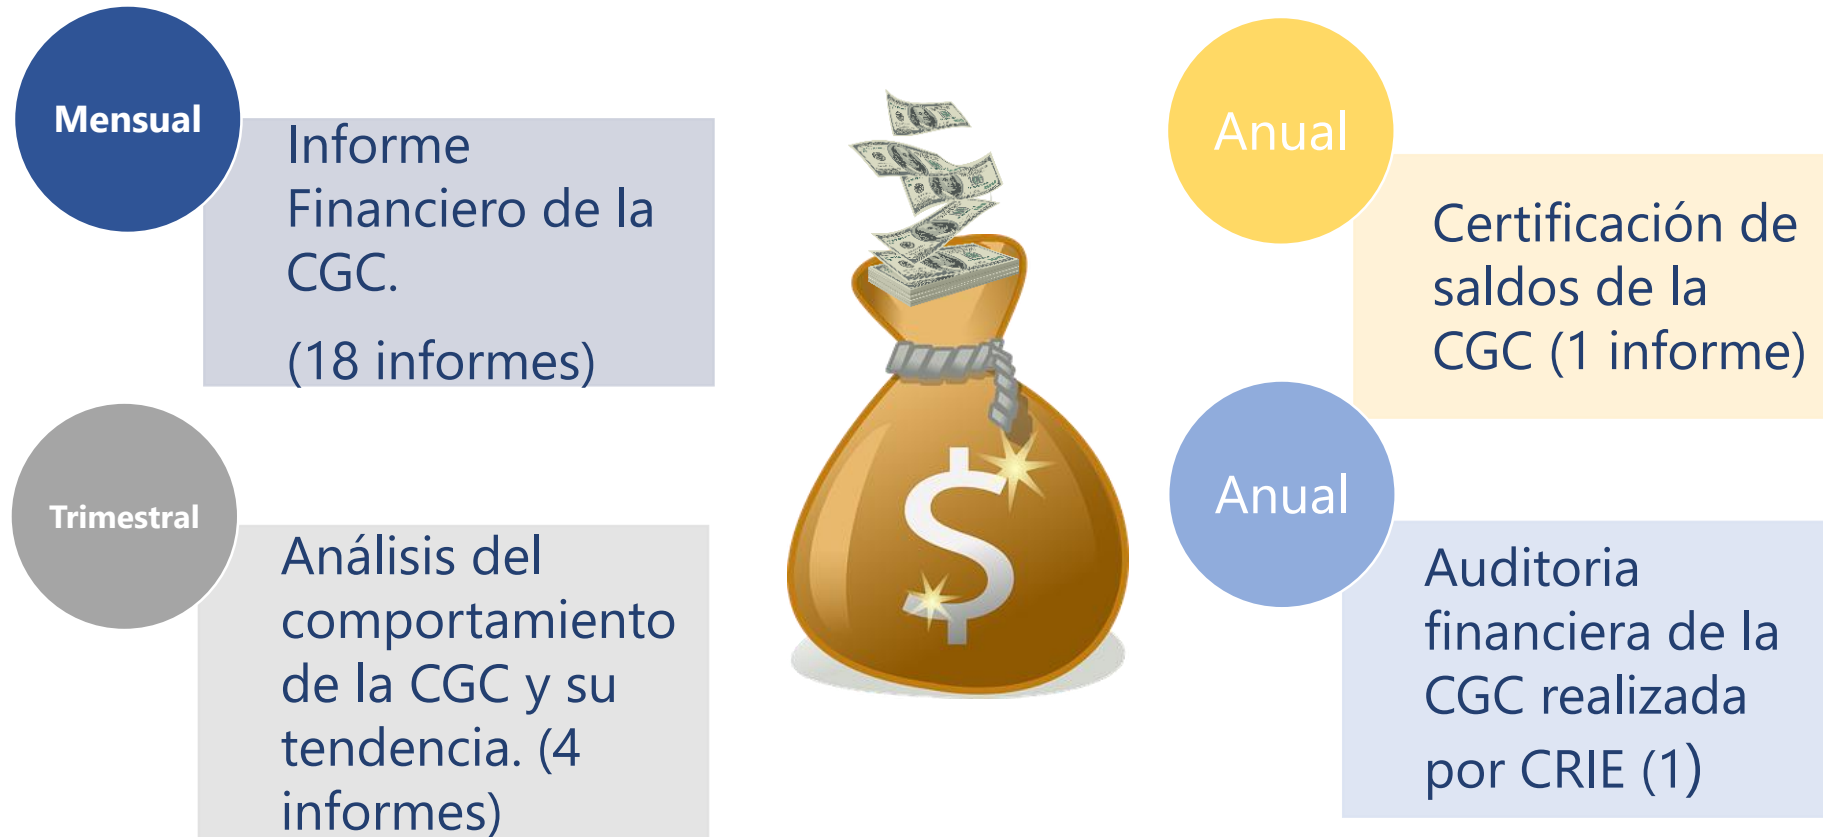 Mensual
Informe
Financiero de la
CGC.
(18 informes)
Trimestral
Análisis del
comportamiento
de la CGC y su
tendencia. (4
informes)
$
Anual
Certificación de
saldos de la
CGC (1 informe)
Anual
Auditoria
financiera de la
CGC realizada
por CRIE (1)